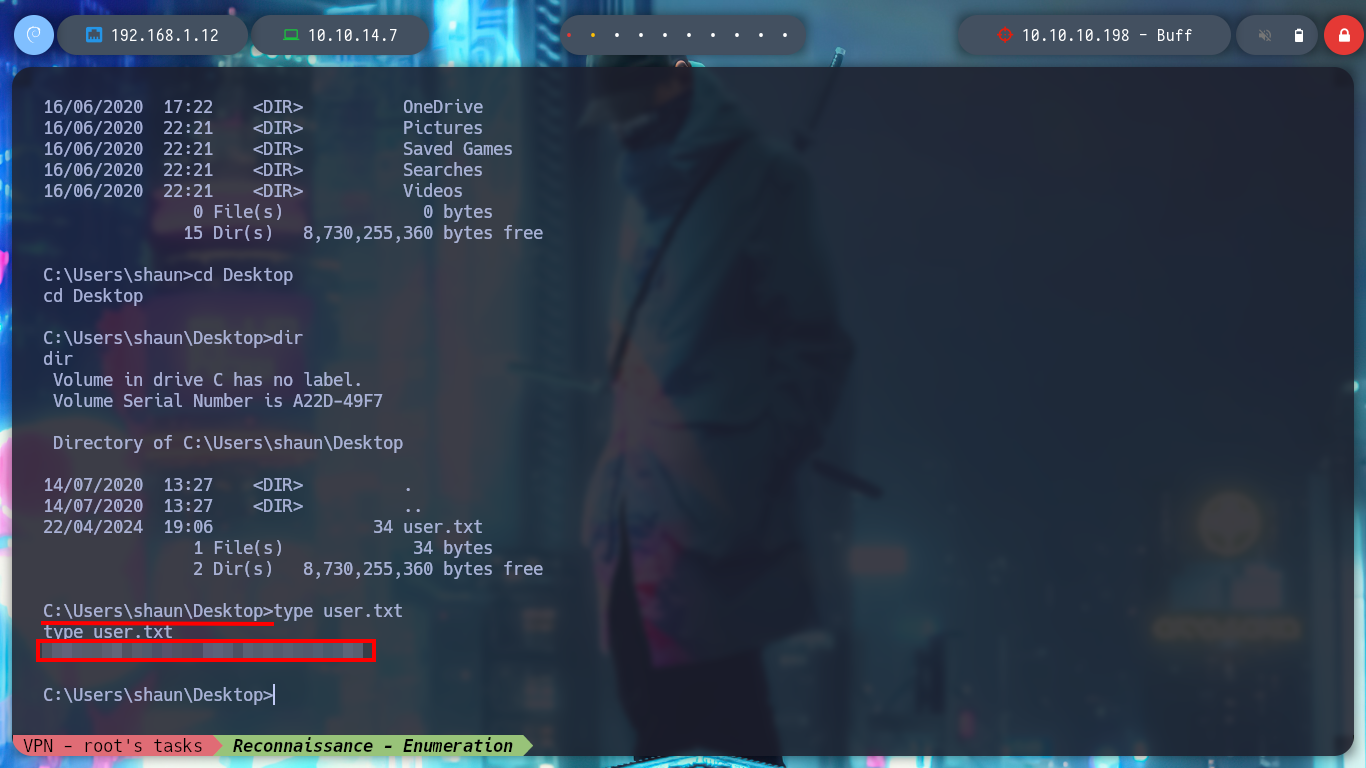 192.168.1.12 10.10.14.7 10.10.10.198 - Buff
16/06/2020  17:22    <DIR>          OneDrive
16/06/2020  22:21    <DIR>          Pictures
16/06/2020  22:21    <DIR>          Saved Games
16/06/2020  22:21    <DIR>          Searches
16/06/2020  22:21    <DIR>          Videos
               0 File(s)              0 bytes
              15 Dir(s)   8,730,255,360 bytes free
C:\Users\shaun>cd Desktop
cd Desktop
C:\Users\shaun\Desktop>dir
dir
 Volume in drive C has no label.
 Volume Serial Number is A22D-49F7
 Directory of C:\Users\shaun\Desktop
14/07/2020  13:27    <DIR>          .
14/07/2020  13:27    <DIR>          ..
22/04/2024  19:06                34 user.txt
               1 File(s)             34 bytes
               2 Dir(s)   8,730,255,360 bytes free
C:\Users\shaun\Desktop>type user.txt
type user.txt
C:\Users\shaun\Desktop>
VPN - root's tasks Reconnaissance - Enumeration